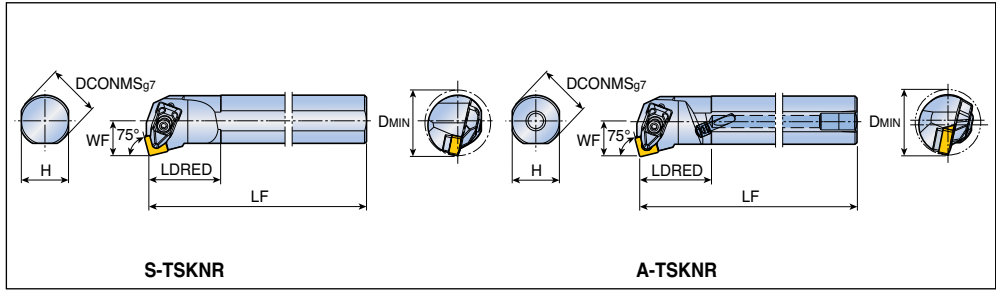 DCONMSg7
WF
75°
H
LDRED
LF
DMIN
S-TSKNR
DCONMSg7
WF
75°
H
LDRED
LF
DMIN
A-TSKNR